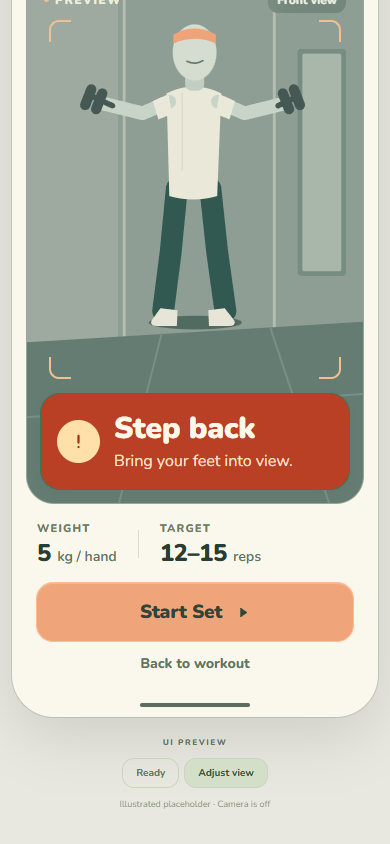 PREVIEW
Front view
!
Step back
Bring your feet into view.
WEIGHT
TARGET
5 kg / hand
12–15 reps
Start Set
Back to workout
UI PREVIEW
Ready
Adjust view
Illustrated placeholder · Camera is off